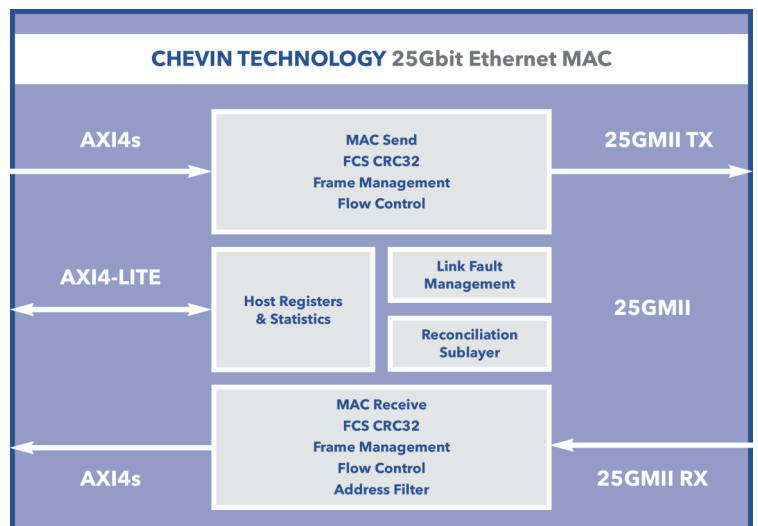 CHEVIN TECHNOLOGY 25Gbit Ethernet MAC
AXI4s
MAC Send
FCS CRC32
Frame Management
Flow Control
25GMII TX
AXI4-LITE
Host Registers
& Statistics
Link Fault
Management
Reconciliation
Sublayer
25GMII
MAC Receive
FCS CRC32
Frame Management
Flow Control
Address Filter
AXI4s
25GMII RX